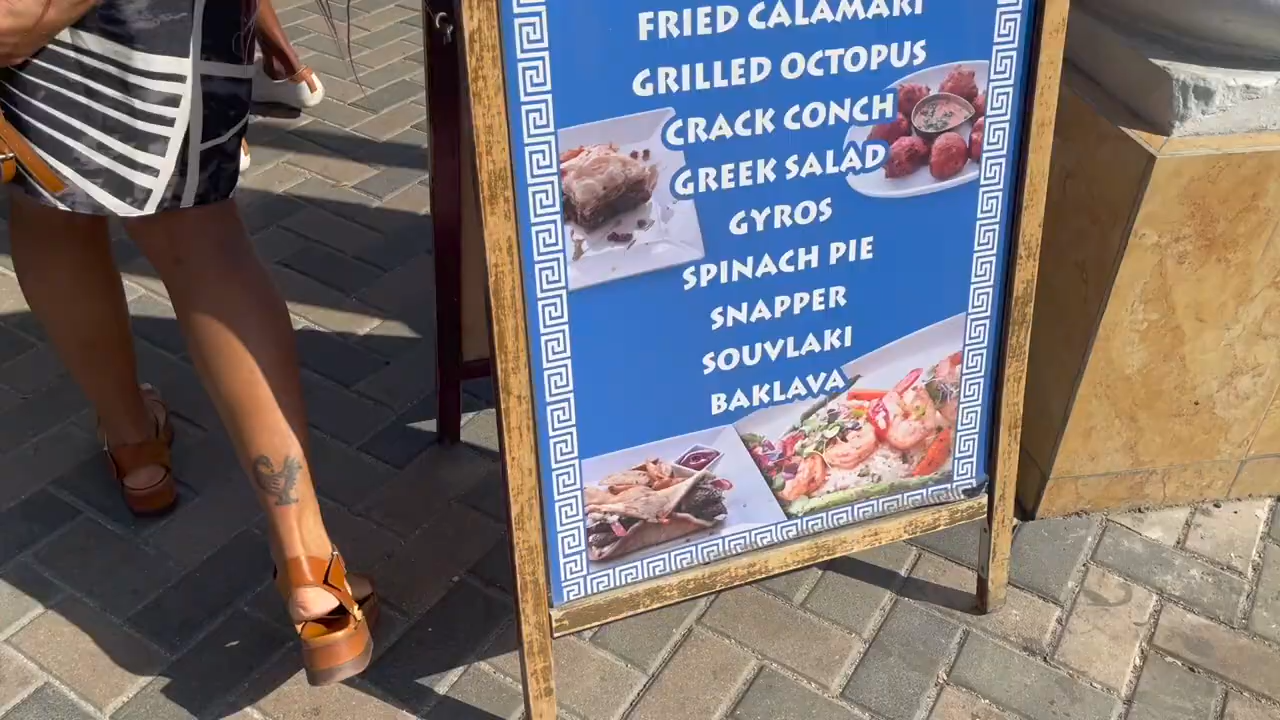 FRIED CALAMARI
GRILLED OCTOPUS
CRACK CONCH
GREEK SALAD
GYROS
SPINACH PIE
SNAPPER
SOUVLAKI
BAKLAVA